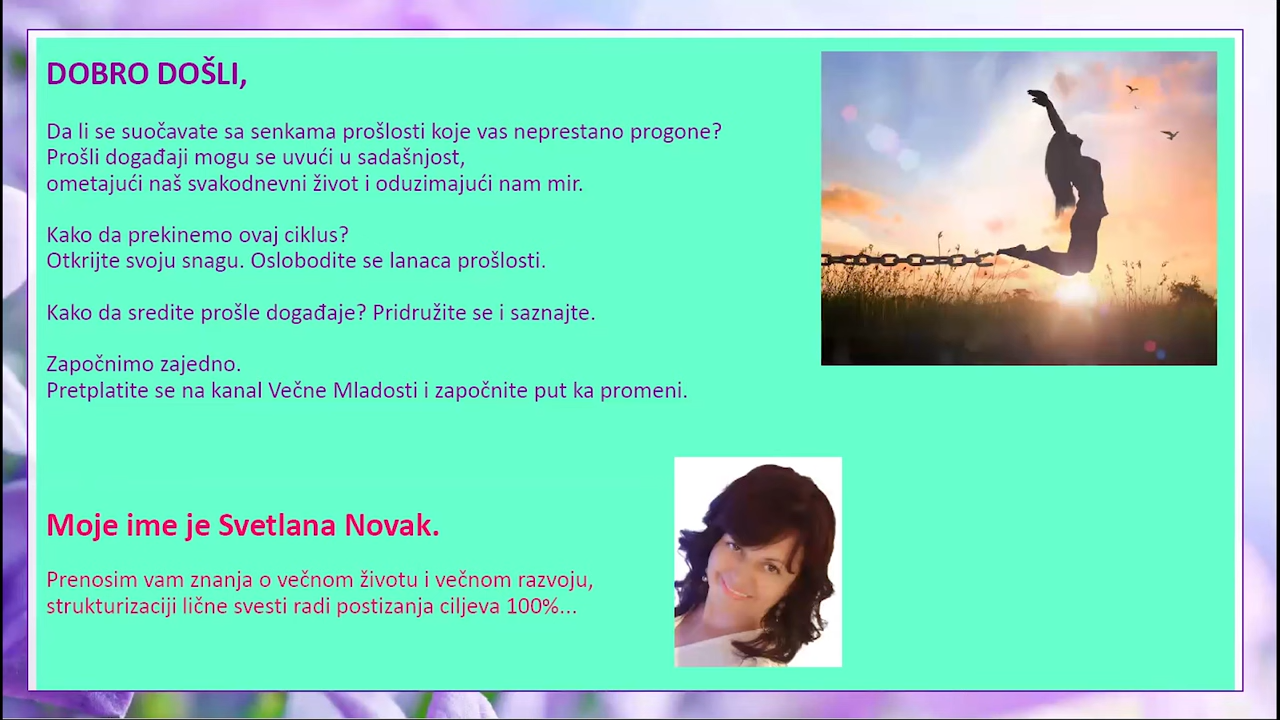 DOBRO DOŠLI,
Da li se suočavate sa senkama prošlosti koje vas neprestano progone?
Prošli događaji mogu se uvući u sadašnjost,
ometajući naš svakodnevni život i oduzimajući nam mir.
Kako da prekinemo ovaj ciklus?
Otkrijte svoju snagu. Oslobodite se lanaca prošlosti.
Kako da sredite prošle događaje? Pridružite se i saznajte.
Započnimo zajedno.
Pretplatite se na kanal Večne Mladosti i započnite put ka promeni.
Moje ime je Svetlana Novak.
Prenosim vam znanja o večnom životu i večnom razvoju,
strukturizaciji lične svesti radi postizanja ciljeva 100%...